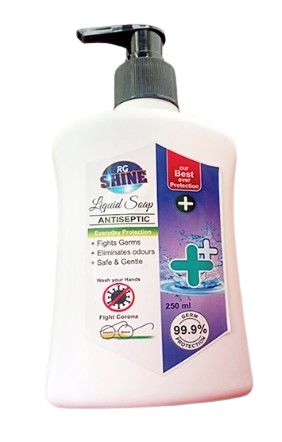 RG
SHINE
Liquid Soap
ANTISEPTIC
Everyday Protection
+ Fights Germs
+ Eliminates odours
+ Safe & Gentle
Wash your Hands
Fight Corona
our
Best
ever
Protection
250 ml
GERM
99.9%
PROTECTION